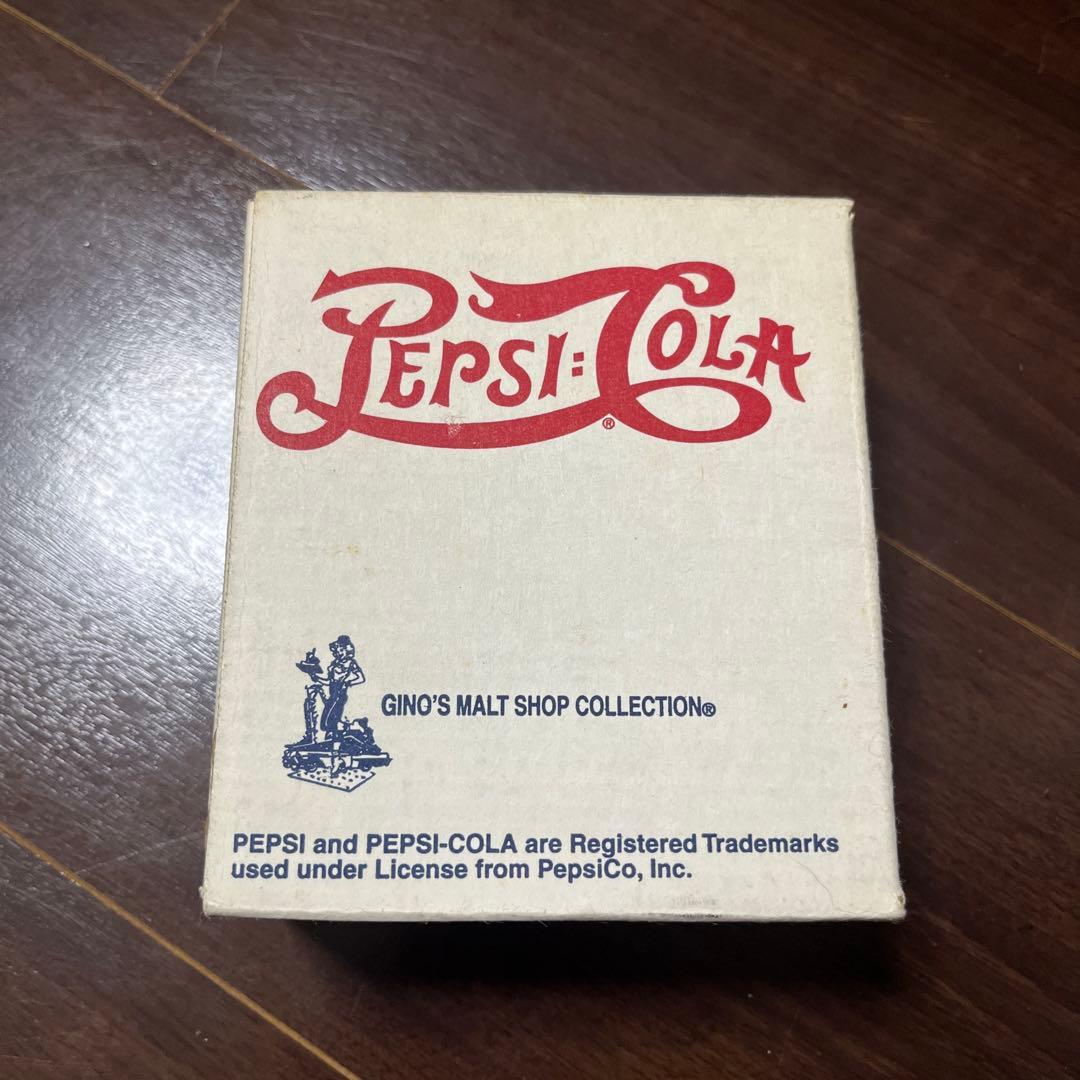 PEPSI:COLA®
GINO'S MALT SHOP COLLECTION®
PEPSI and PEPSI-COLA are Registered Trademarks
used under License from PepsiCo, Inc.